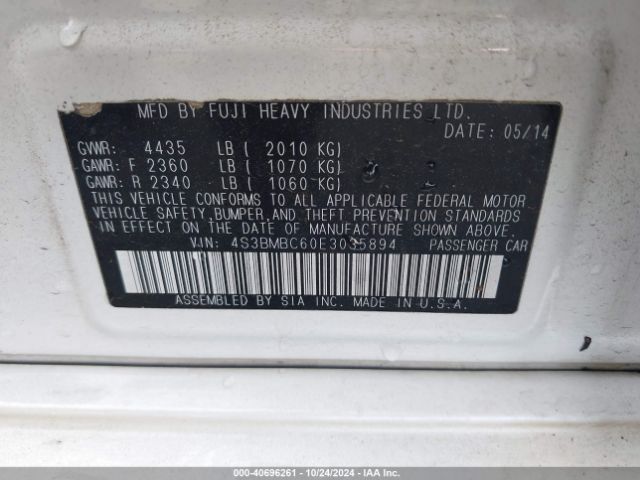 MFD BY FUJI HEAVY INDUSTRIES LTD.
DATE: 05/14
GVWR: 4435 LB ( 2010 KG)
GAWR: F 2360 LB ( 1070 KG)
GAWR: R 2340 LB ( 1060 KG)
THIS VEHICLE CONFORMS TO ALL APPLICABLE FEDERAL MOTOR
VEHICLE SAFETY, BUMPER, AND THEFT PREVENTION STANDARDS
IN EFFECT ON THE DATE OF MANUFACTURE SHOWN ABOVE.
VIN: 4S3BMBC60E3035894 PASSENGER CAR
ASSEMBLED BY SIA INC. MADE IN U.S.A.
000-40696261 | 10/24/2024 | IAA Inc.